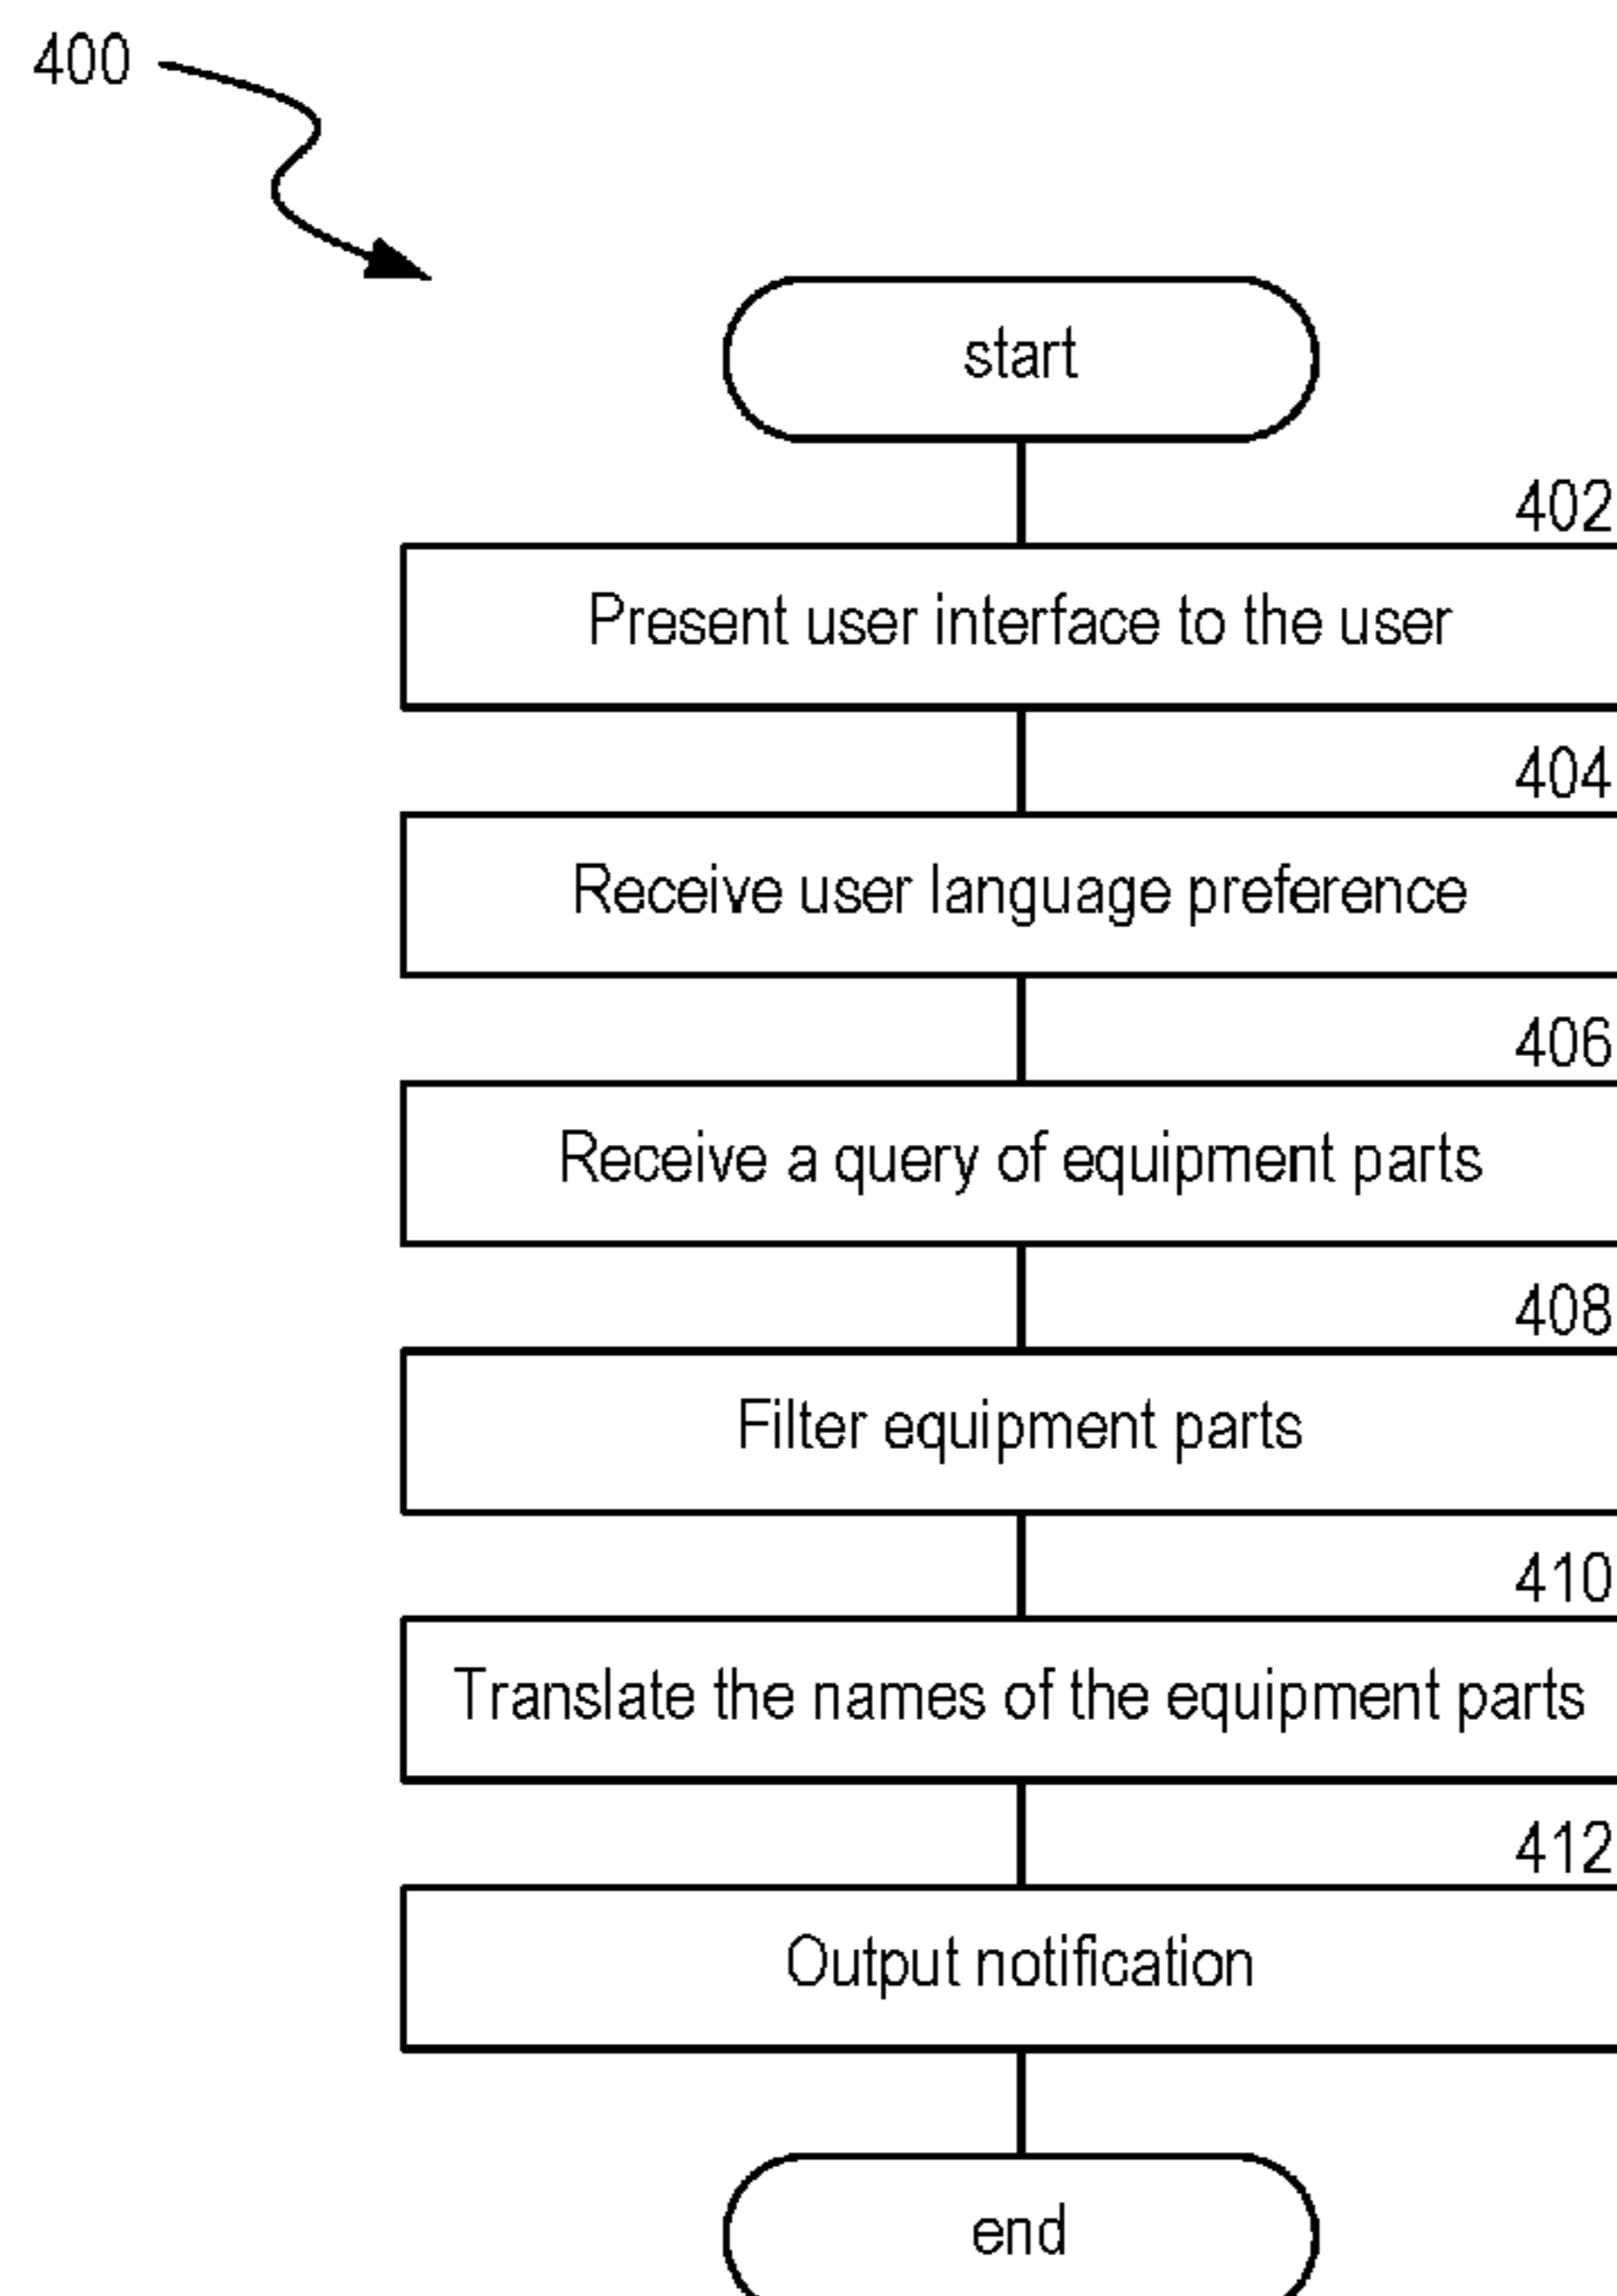 400
start
402
Present user interface to the user
404
Receive user language preference
406
Receive a query of equipment parts
408
Filter equipment parts
410
Translate the names of the equipment parts
412
Output notification
end